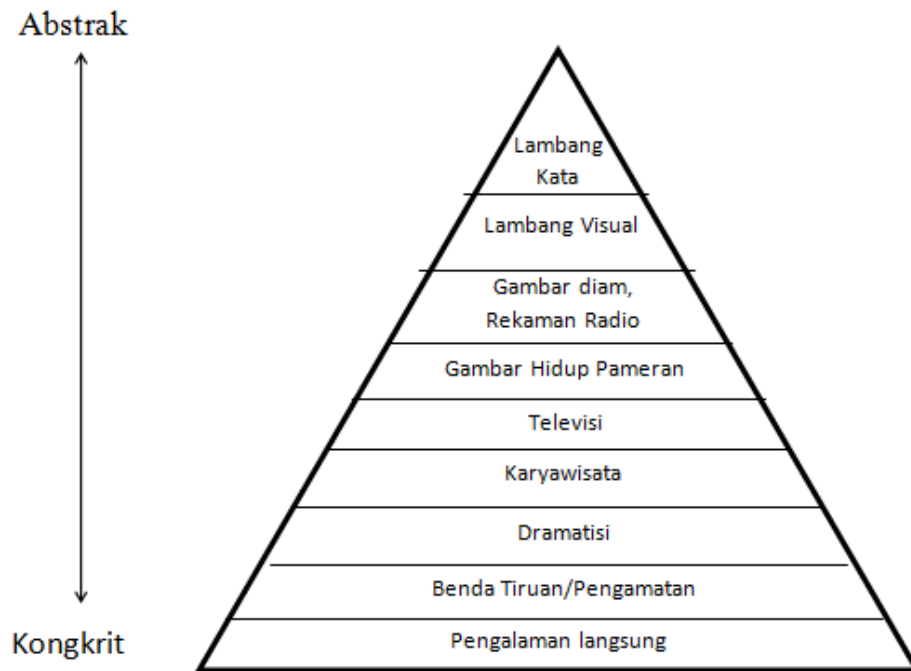 Abstrak
Lambang
Kata
Lambang Visual
Gambar diam,
Rekaman Radio
Gambar Hidup Pameran
Televisi
Karyawisata
Dramatisi
Benda Tiruan/Pengamatan
Pengalaman langsung
Kongkrit